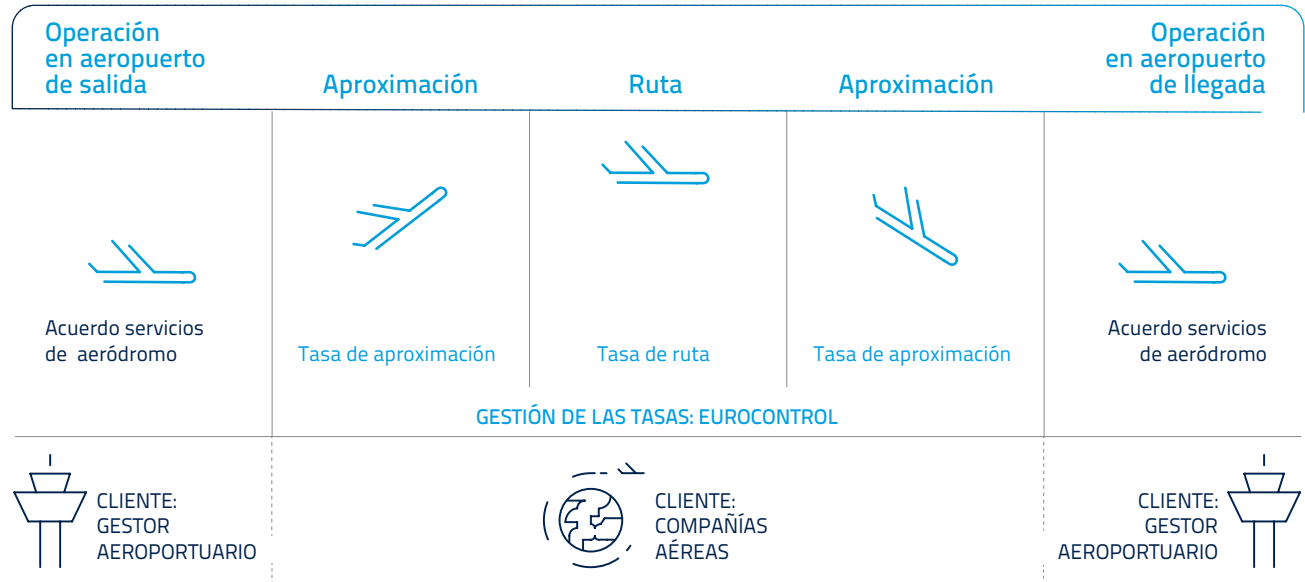 Operación
en aeropuerto
de salida
Aproximación
Ruta
Aproximación
Operación
en aeropuerto
de llegada
Acuerdo servicios
de aeródromo
Tasa de aproximación
Tasa de ruta
Tasa de aproximación
Acuerdo servicios
de aeródromo
GESTIÓN DE LAS TASAS: EUROCONTROL
CLIENTE:
GESTOR
AEROPORTUARIO
CLIENTE:
COMPAÑÍAS
AÉREAS
CLIENTE:
GESTOR
AEROPORTUARIO